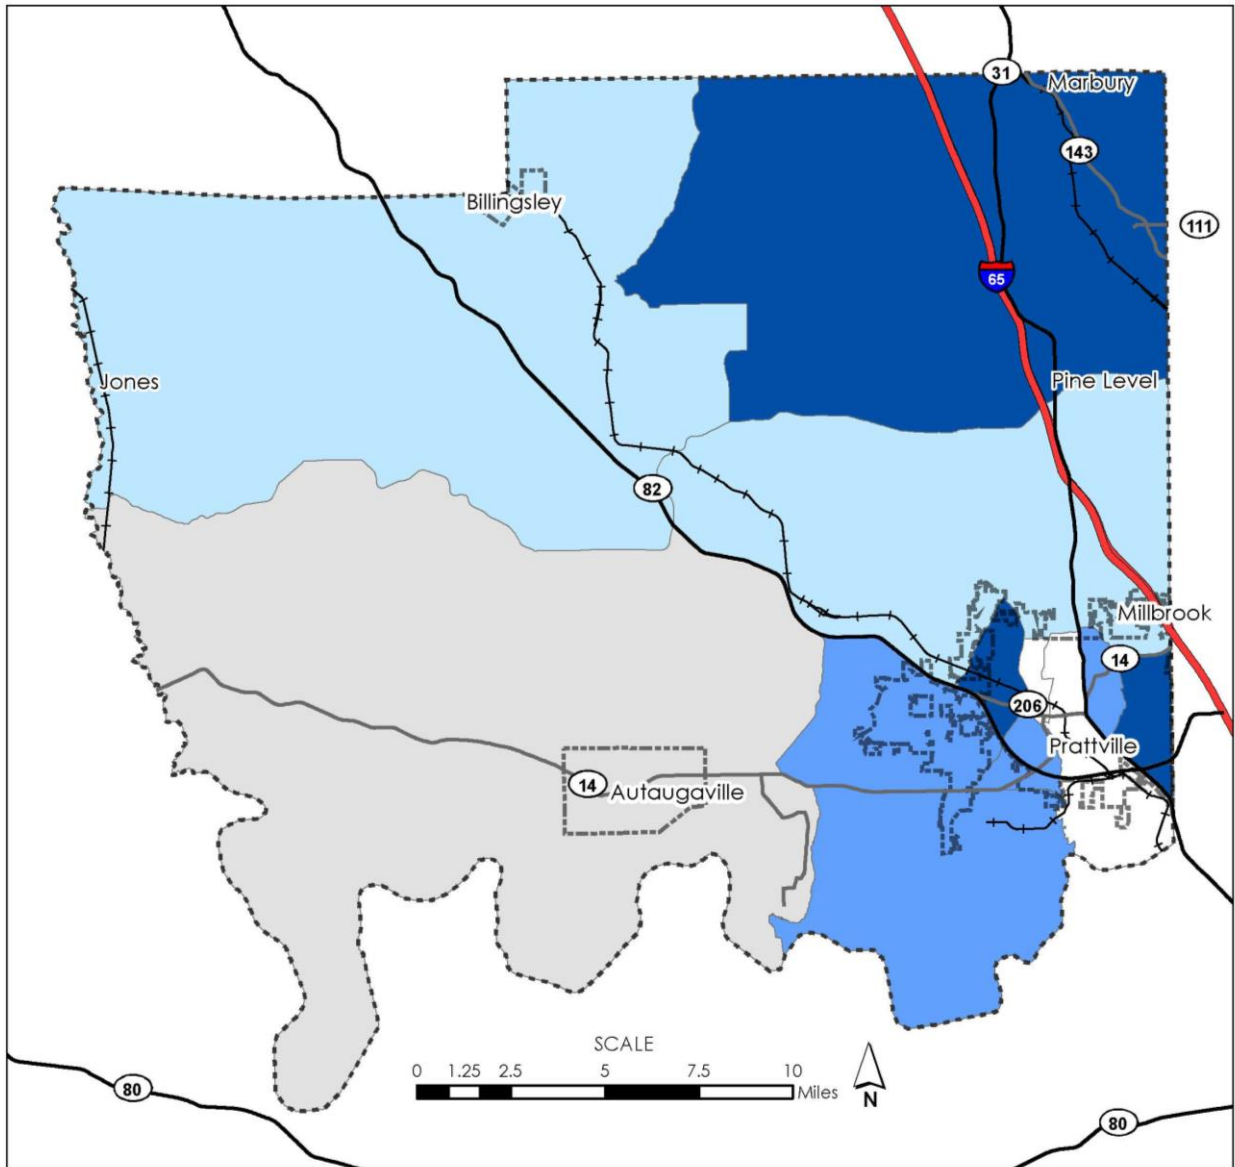 31
Marbury
143
111
Billingsley
65
Jones
Pine Level
82
Millbrook
14
206
Prattville
14
Autaugaville
SCALE
0 1.25 2.5 5 7.5 10
Miles
N
80
80